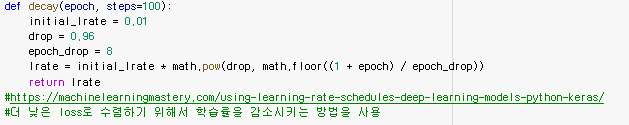 def decay(epoch, steps=100):
    initial_lrate = 0.01
    drop = 0.96
    epoch_drop = 8
    lrate = initial_lrate * math.pow(drop, math.floor((1 + epoch) / epoch_drop))
    return lrate
#https://machinelearningmastery.com/using-learning-rate-schedules-deep-learning-models-python-keras/
#더 낮은 loss로 수렴하기 위해서 학습률을 감소시키는 방법을 사용